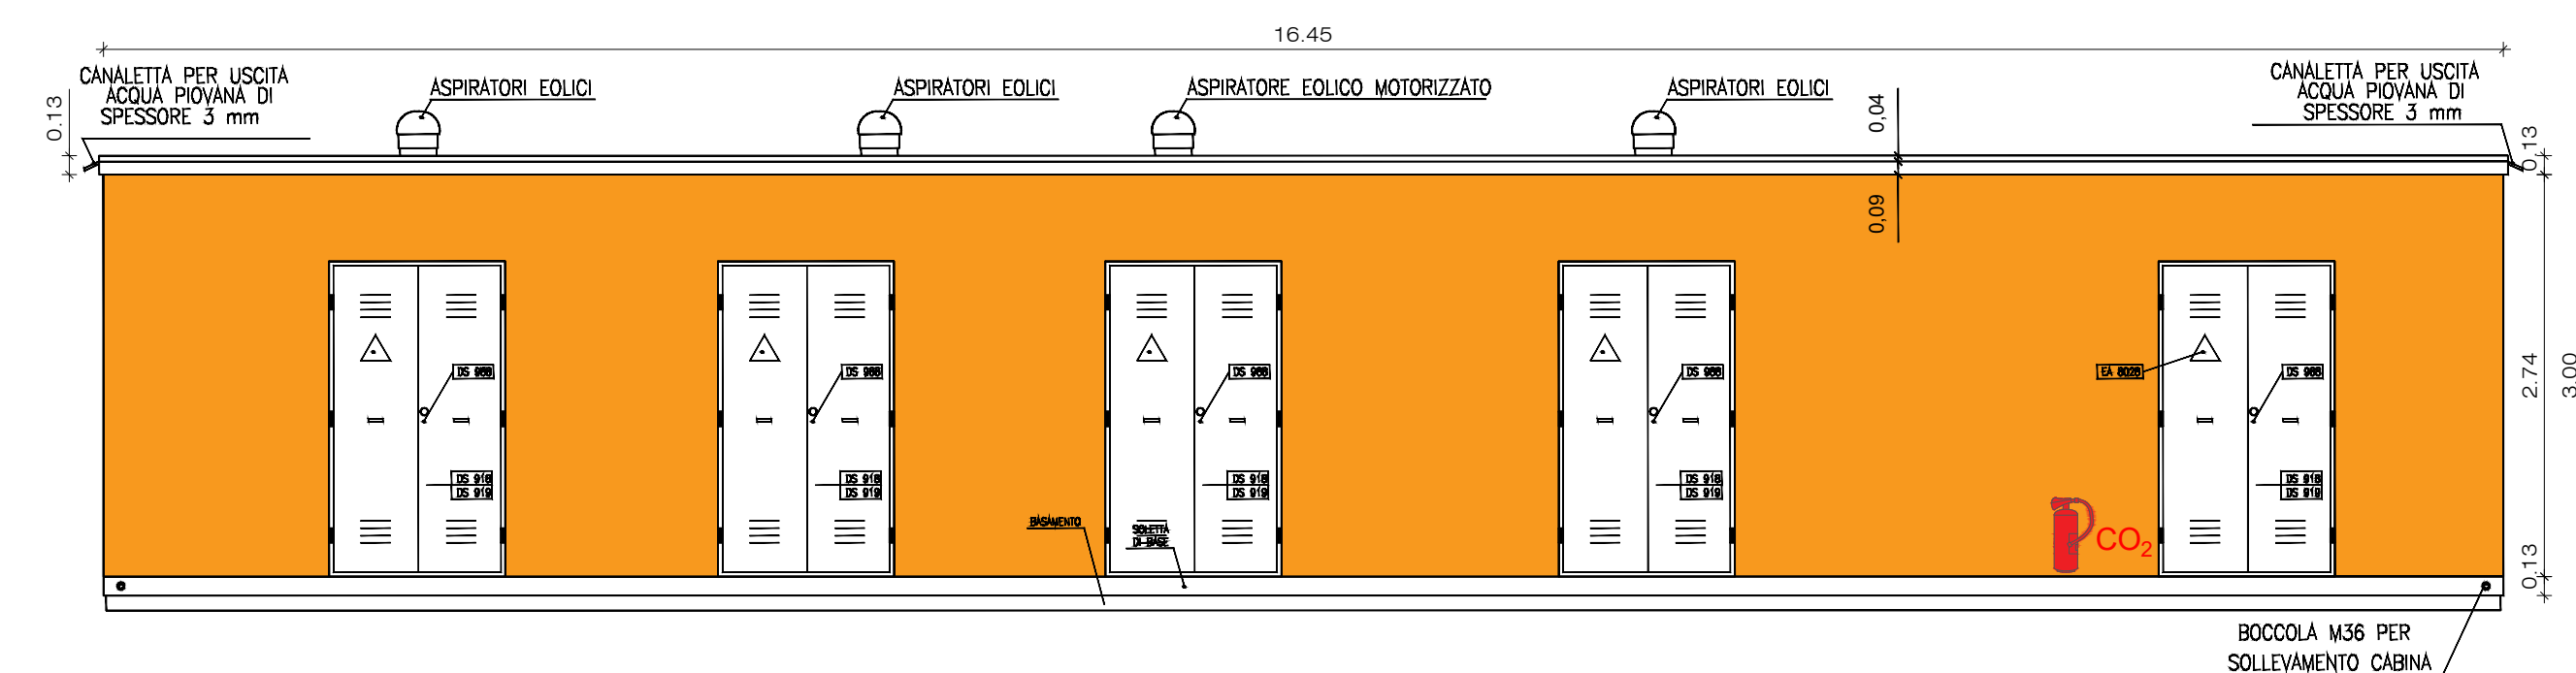 16.45
CANALETTA PER USCITA
ACQUA PIOVANA DI
SPESSORE 3 mm
ASPIRATORI EOLICI
ASPIRATORI EOLICI
ASPIRATORE EOLICO MOTORIZZATO
ASPIRATORI EOLICI
CANALETTA PER USCITA
ACQUA PIOVANA DI
SPESSORE 3 mm
0.13
0,04
0.13
0,09
DS 988
DS 988
DS 988
DS 988
EA 8028
DS 988
2.74
3.00
DS 918
DS 919
DS 918
DS 919
DS 918
DS 919
DS 918
DS 919
DS 918
DS 919
BASAMENTO
SOLETTA
DI BASE
CO₂
0.13
BOCCOLA M36 PER
SOLLEVAMENTO CABINA